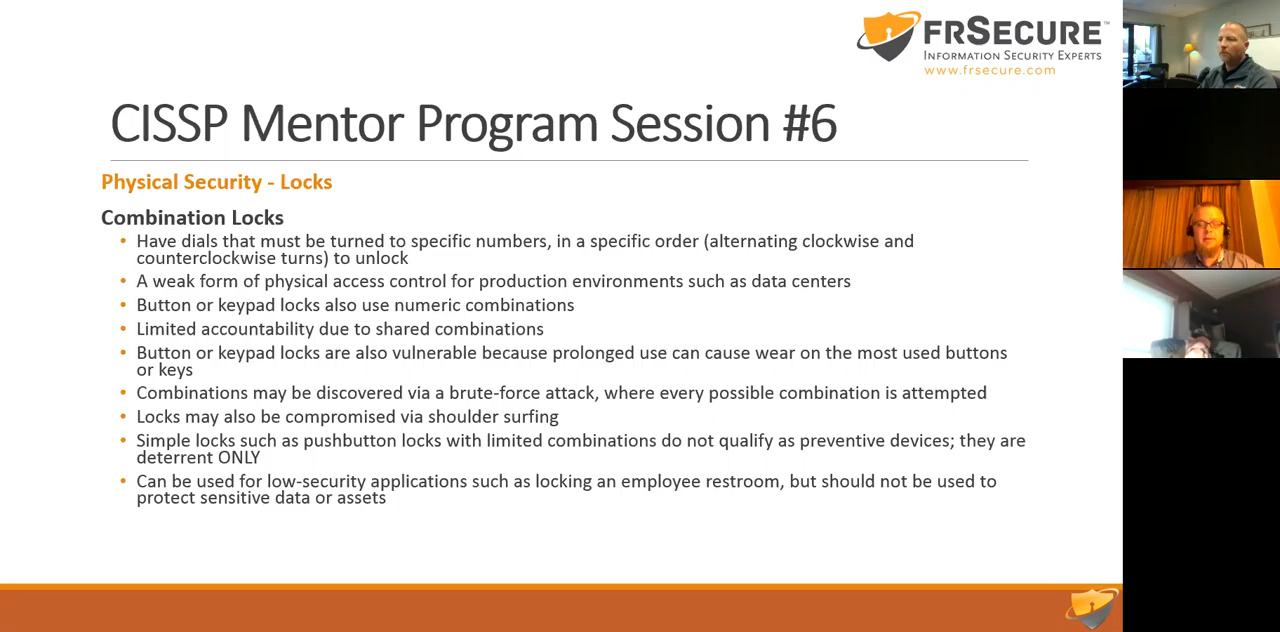 FRSECURE™
INFORMATION SECURITY EXPERTS
www.frsecure.com
CISSP Mentor Program Session #6
Physical Security - Locks
Combination Locks
• Have dials that must be turned to specific numbers, in a specific order (alternating clockwise and
counterclockwise turns) to unlock
• A weak form of physical access control for production environments such as data centers
• Button or keypad locks also use numeric combinations
• Limited accountability due to shared combinations
• Button or keypad locks are also vulnerable because prolonged use can cause wear on the most used buttons
or keys
• Combinations may be discovered via a brute-force attack, where every possible combination is attempted
• Locks may also be compromised via shoulder surfing
• Simple locks such as pushbutton locks with limited combinations do not qualify as preventive devices; they are
deterrent ONLY
• Can be used for low-security applications such as locking an employee restroom, but should not be used to
protect sensitive data or assets